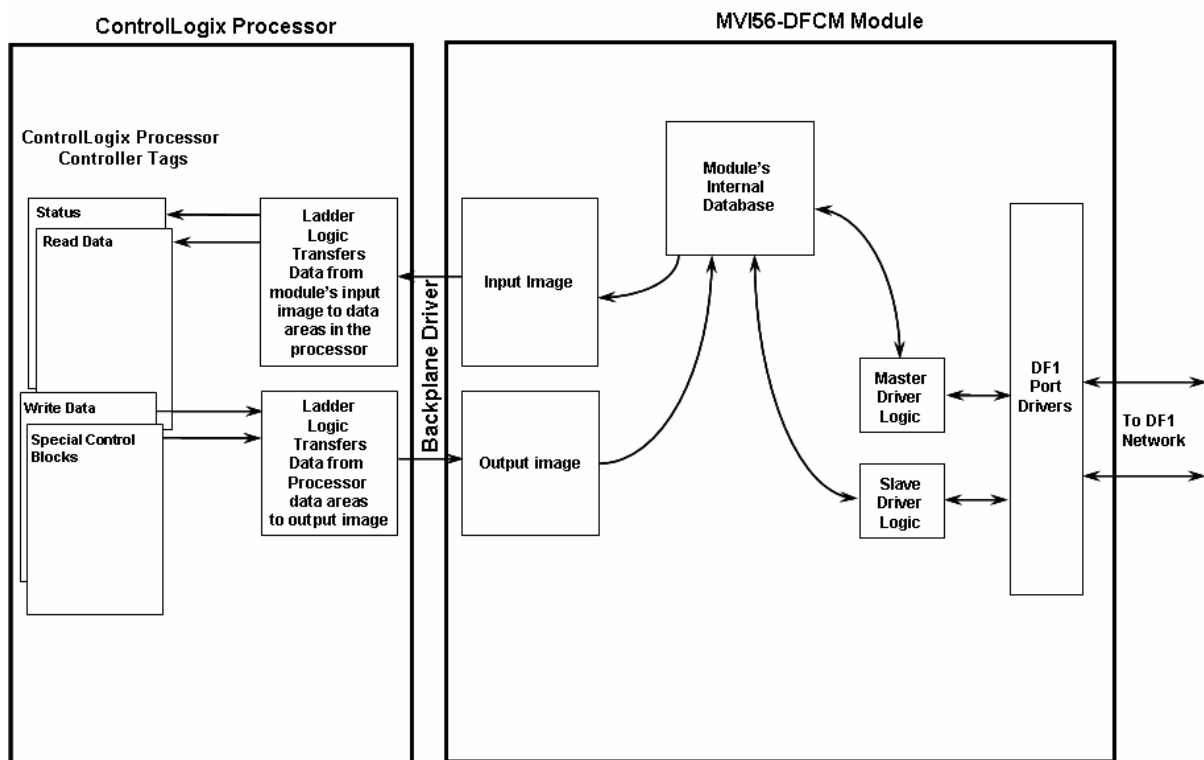 ControlLogix Processor
MVI56-DFCM Module
ControlLogix Processor
Controller Tags
Status
Read Data
Write Data
Special Control
Blocks
Ladder
Logic
Transfers
Data from
module's input
image to data
areas in the
processor
Ladder
Logic
Transfers
Data from
Processor
data areas
to output image
Backplane Driver
Input Image
Output image
Module's
Internal
Database
Master
Driver
Logic
Slave
Driver
Logic
DF1
Port
Drivers
To DF1
Network